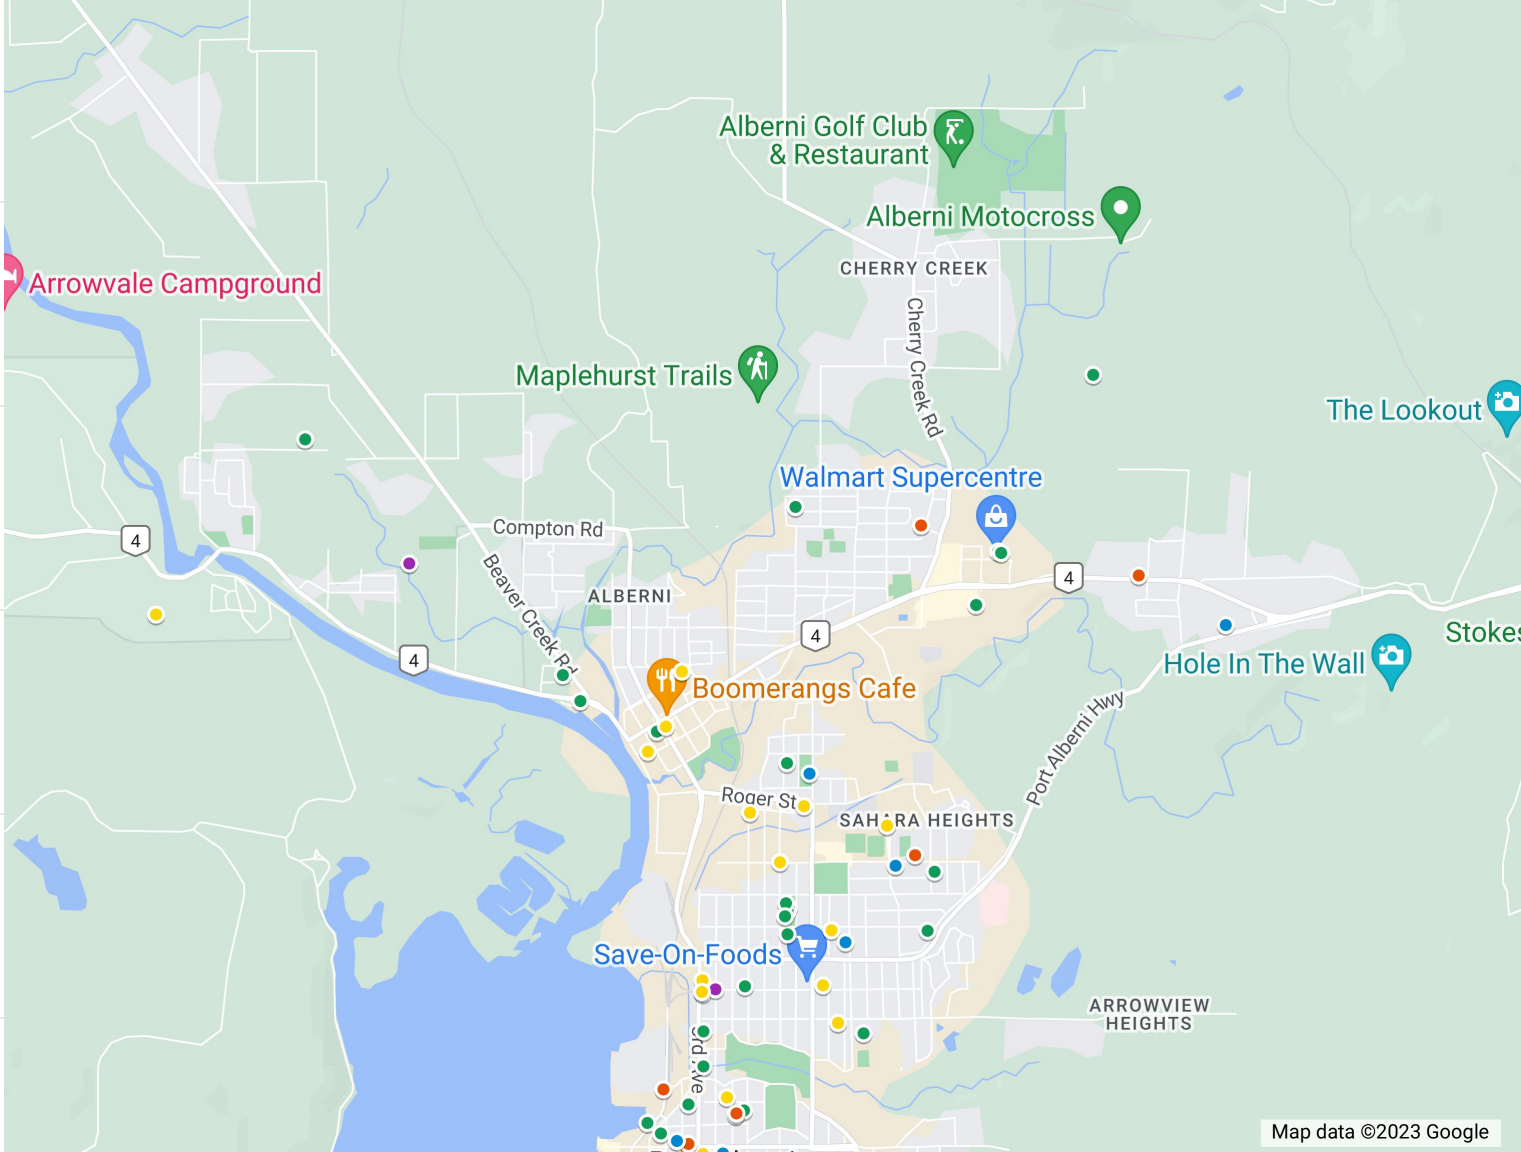 Alberni Golf Club
& Restaurant
Alberni Motocross
CHERRY CREEK
Arrowvale Campground
Cherry Creek Rd
Maplehurst Trails
The Lookout
Walmart Supercentre
Compton Rd
4
4
Beaver Creek Rd
ALBERNI
4
Stokes
4
Hole In The Wall
Boomerangs Cafe
Port Alberni Hwy
Roger St
SAHARA HEIGHTS
Save-On-Foods
ARROWVIEW
HEIGHTS
3rd Ave
Map data ©2023 Google